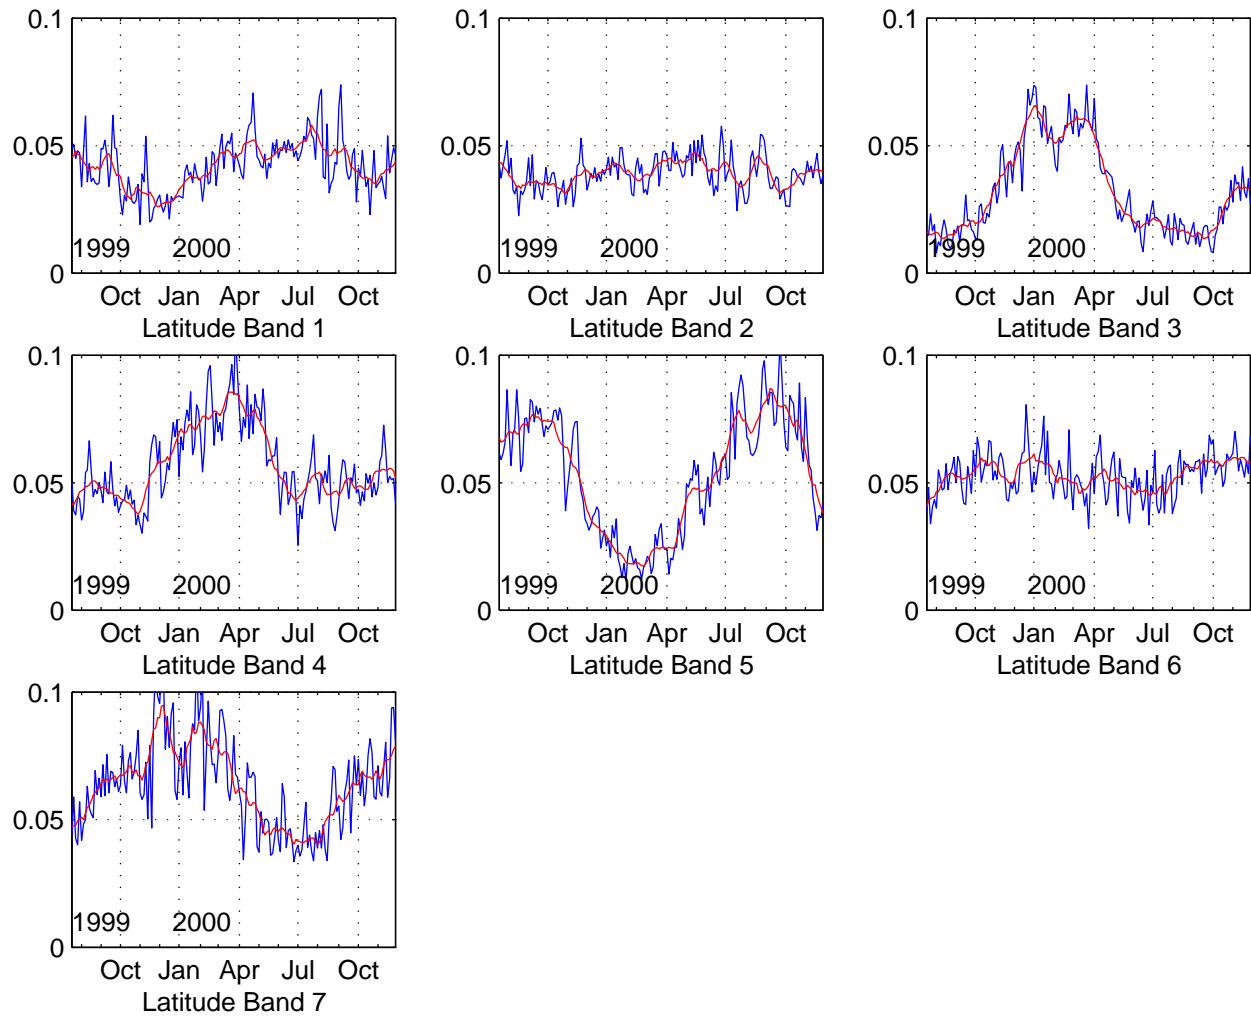 0.1
0.05
0
1999 2000
Oct Jan Apr Jul Oct
Latitude Band 1
0.1
0.05
0
1999 2000
Oct Jan Apr Jul Oct
Latitude Band 2
0.1
0.05
0
1999 2000
Oct Jan Apr Jul Oct
Latitude Band 3
0.1
0.05
0
1999 2000
Oct Jan Apr Jul Oct
Latitude Band 4
0.1
0.05
0
1999 2000
Oct Jan Apr Jul Oct
Latitude Band 5
0.1
0.05
0
1999 2000
Oct Jan Apr Jul Oct
Latitude Band 6
0.1
0.05
0
1999 2000
Oct Jan Apr Jul Oct
Latitude Band 7